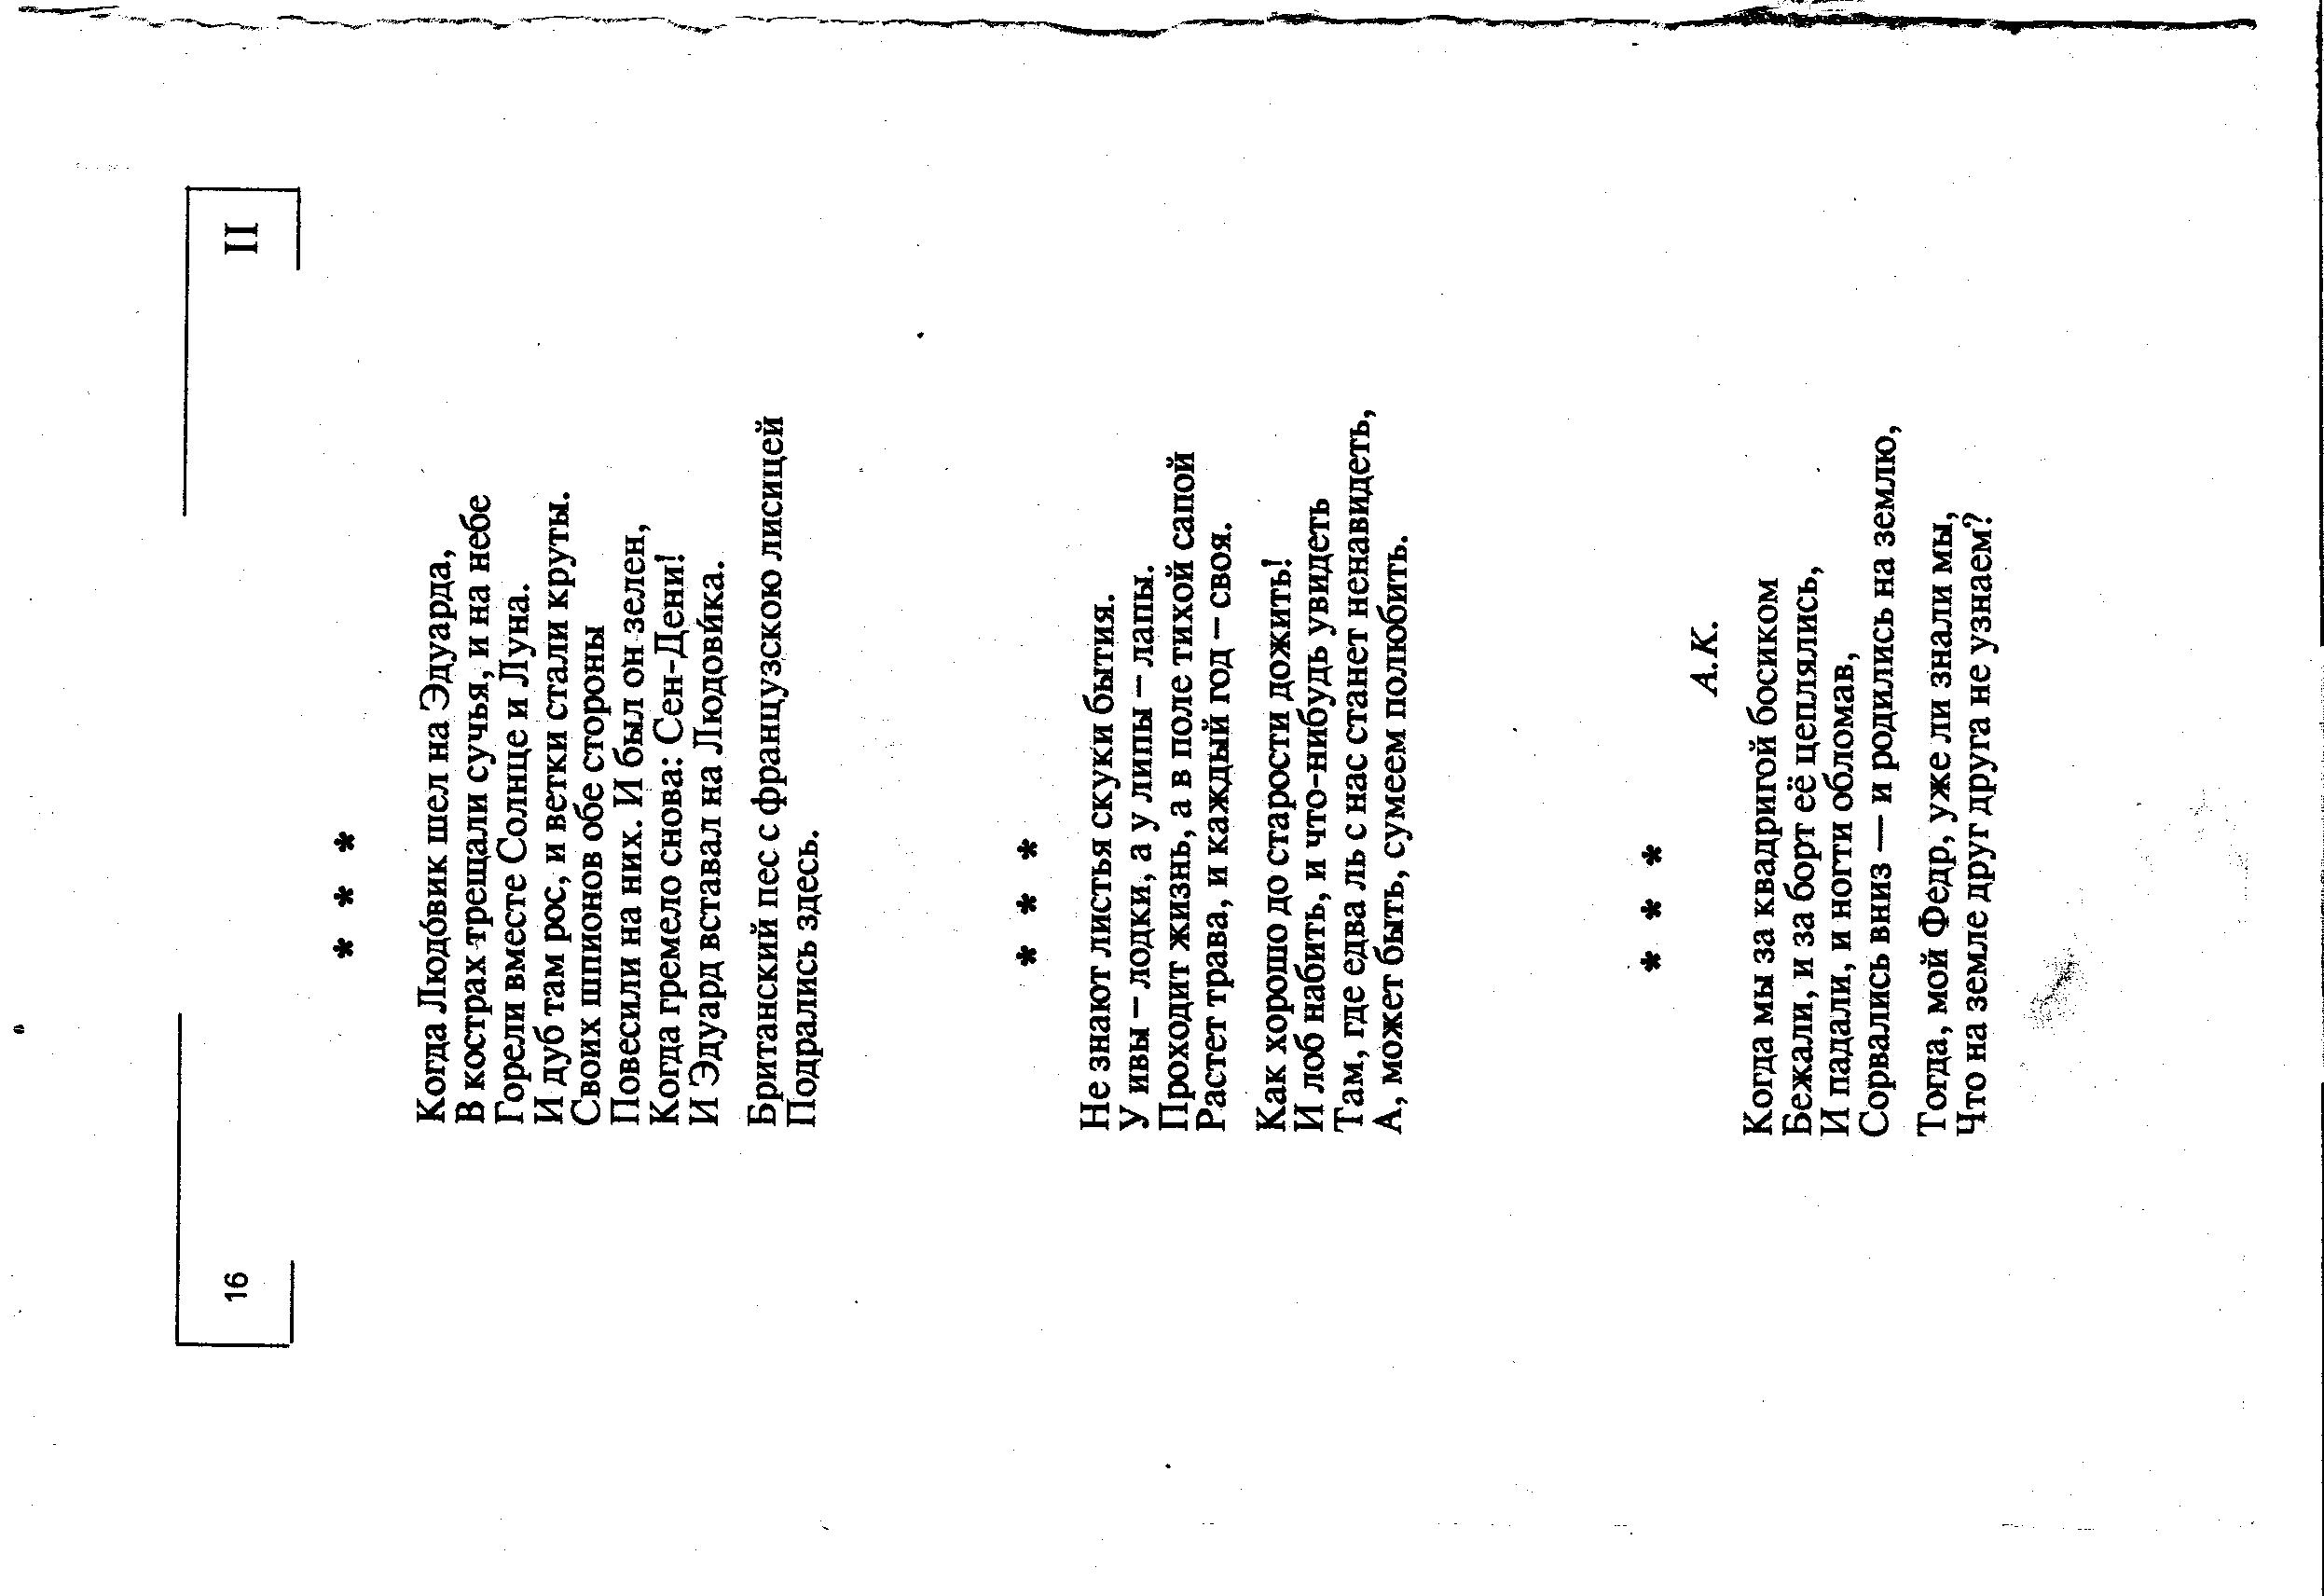 16
II
* * *
Когда Людо́вик шел на Эдуарда,
В кострах трещали сучья, и на небе
Горели вместе Солнце и Луна.
И дуб там рос, и ветки стали круты.
Своих шпионов обе стороны
Повесили на них. И был он зелен,
Когда гремело снова: Сен-Дени!
И Эдуард вставал на Людови́ка.
Британский пес с французскою лисицей
Подрались здесь.
* * *
Не знают листья скуки бытия.
У ивы – лодки, а у липы – лапы.
Проходит жизнь, а в поле тихой сапой
Растет трава, и каждый год – своя.
Как хорошо до старости дожить!
И лоб набить, и что-нибудь увидеть
Там, где едва ль с нас станет ненавидеть,
А, может быть, сумеем полюбить.
* * *
А.К.
Когда мы за квадригой босиком
Бежали, и за борт её цеплялись,
И падали, и ногти обломав,
Сорвались вниз — и родились на землю,
Тогда, мой Федр, уже ли знали мы,
Что на земле друг друга не узнаем?